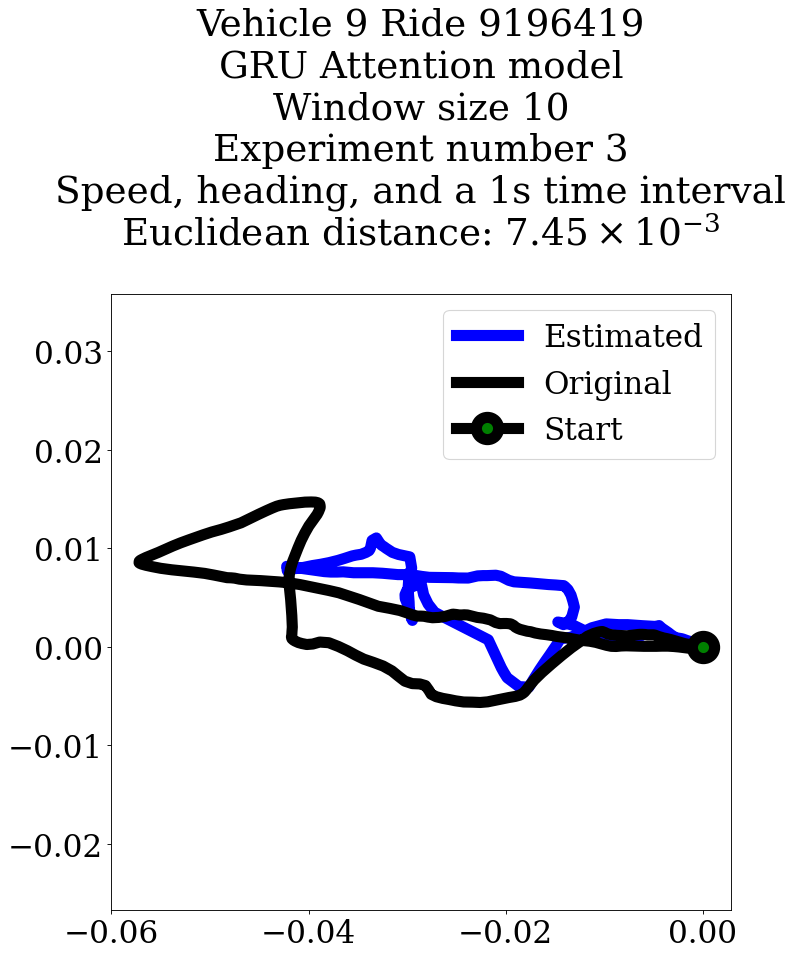 Vehicle 9 Ride 9196419
GRU Attention model
Window size 10
Experiment number 3
Speed, heading, and a 1s time interval
Euclidean distance: 7.45 × 10⁻³
Estimated
Original
Start
0.03
0.02
0.01
0.00
−0.01
−0.02
−0.06
−0.04
−0.02
0.00